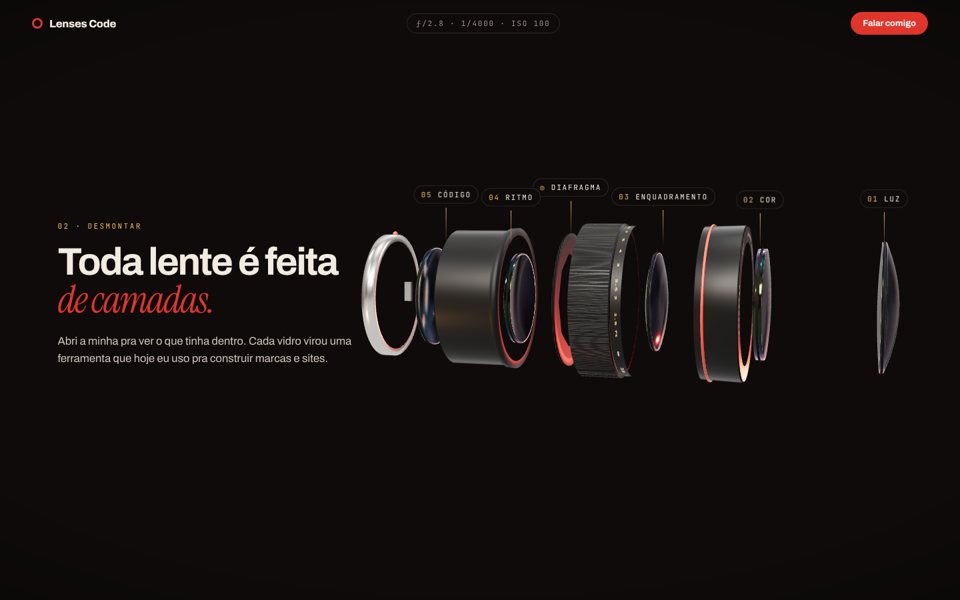 Lenses Code
ƒ/2.8 · 1/4000 · ISO 100
Falar comigo
05 CÓDIGO
04 RITMO
◎ DIAFRAGMA
03 ENQUADRAMENTO
02 COR
01 LUZ
02 · DESMONTAR
Toda lente é feita
de camadas.
Abri a minha pra ver o que tinha dentro. Cada vidro virou uma
ferramenta que hoje eu uso pra construir marcas e sites.